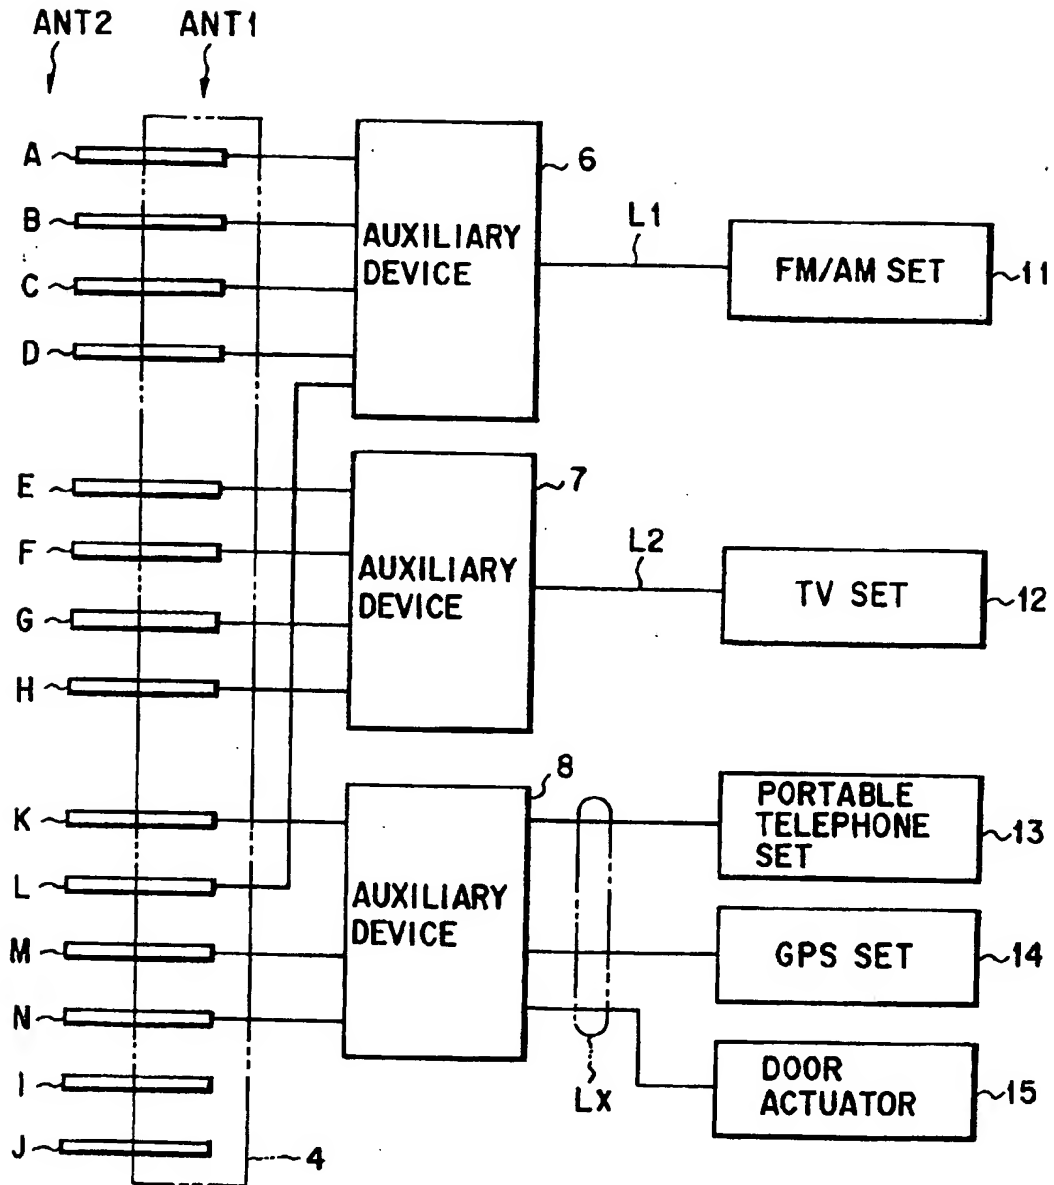 ANT2 ANT1
A
6
B
AUXILIARY
DEVICE
L1
C
FM/AM SET
11
D
E
7
F
AUXILIARY
DEVICE
L2
G
TV SET
12
H
8
K
PORTABLE
TELEPHONE
SET
13
L
AUXILIARY
DEVICE
M
GPS SET
14
N
I
LX
DOOR
ACTUATOR
15
J
4